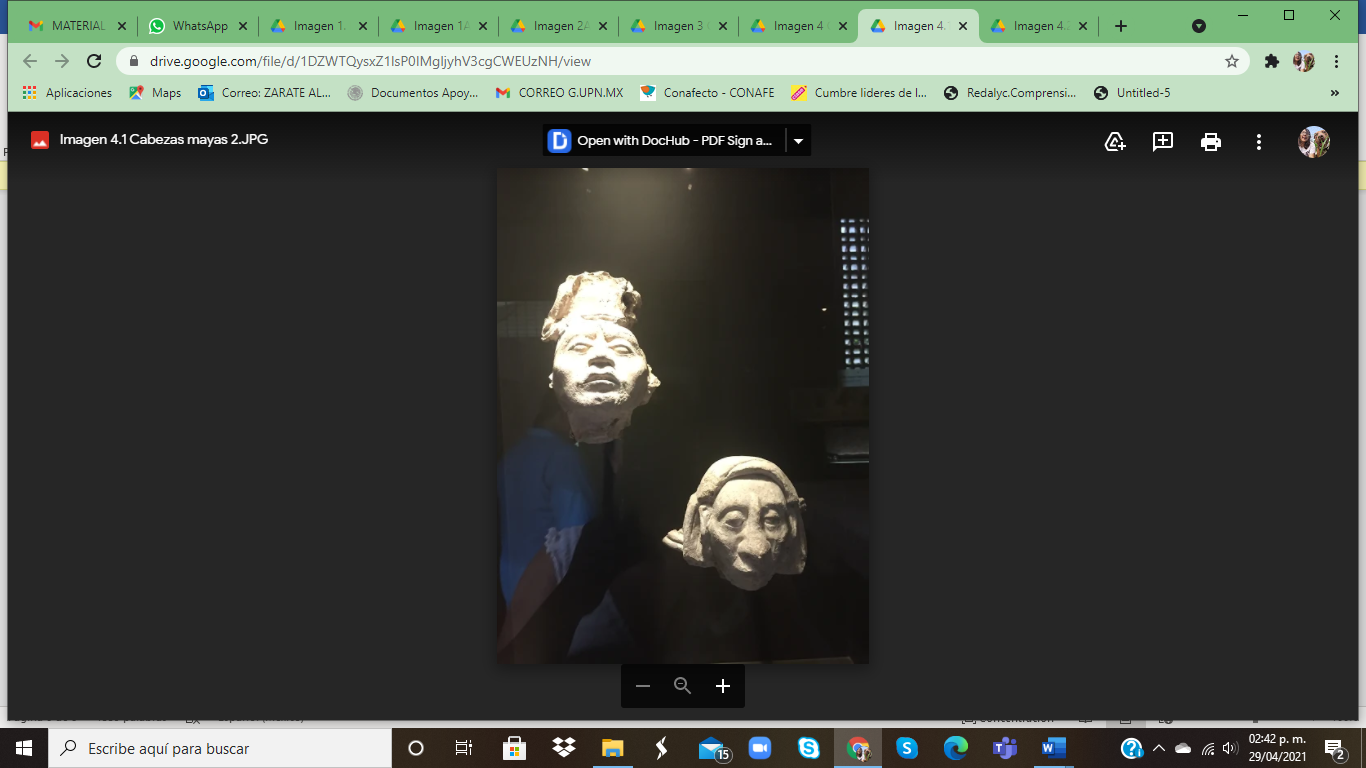 MATERIAL
WhatsApp
Imagen 1.
Imagen 1A
Imagen 2A
Imagen 3
Imagen 4
Imagen 4.
Imagen 4.
drive.google.com/file/d/1DZWTQysxZ1lsP0IMgljyhV3cgCWEUzNH/view
Aplicaciones
Maps
Correo: ZARATE AL...
Documentos Apoy...
CORREO G.UPN.MX
Conafecto - CONAFE
Cumbre lideres de l...
Redalyc.Comprensi...
Untitled-5
»
Imagen 4.1 Cabezas mayas 2.JPG
Open with DocHub - PDF Sign a...
Escribe aquí para buscar
15
02:42 p. m.
29/04/2021
2